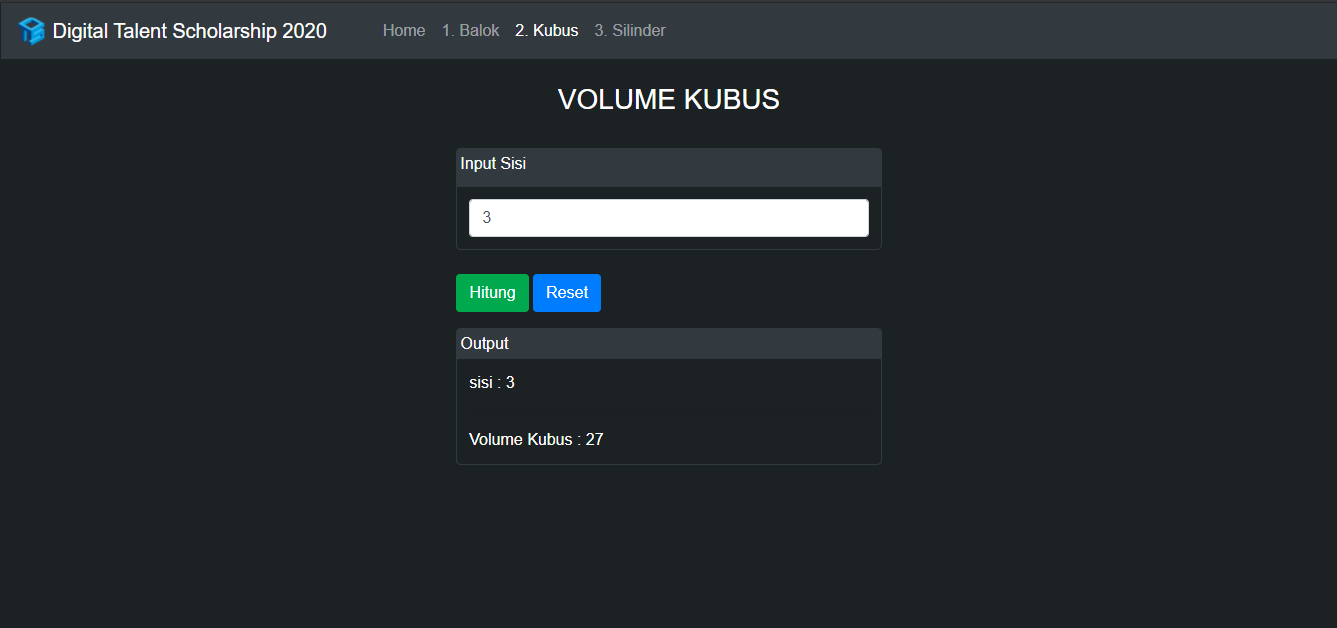 Digital Talent Scholarship 2020 Home 1. Balok 2. Kubus 3. Silinder
VOLUME KUBUS
Input Sisi
3
Hitung Reset
Output
sisi : 3
Volume Kubus : 27